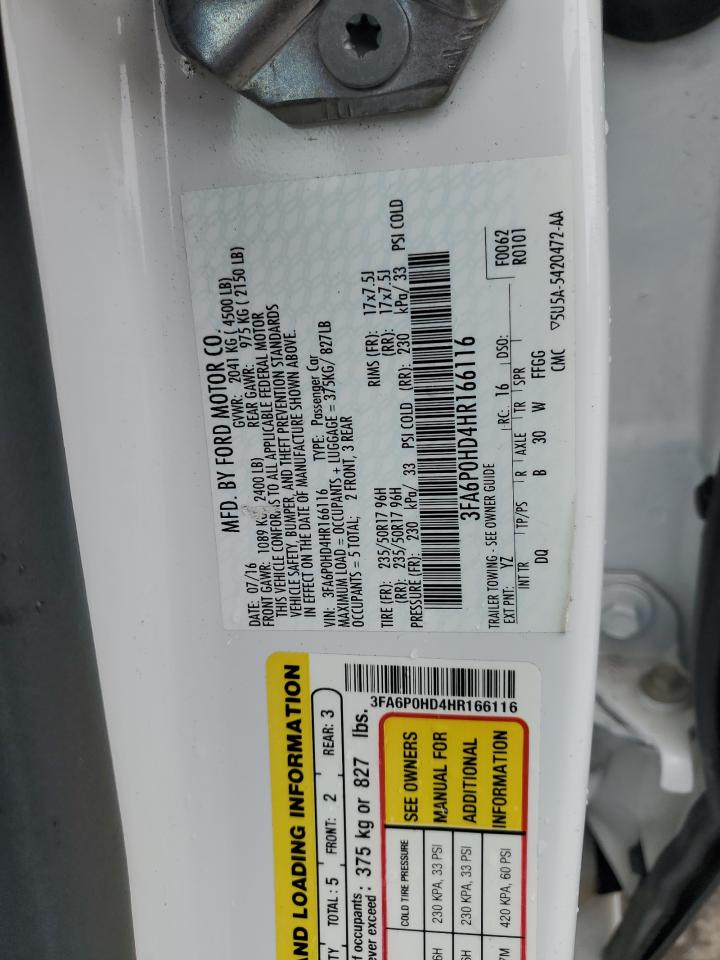 MFD. BY FORD MOTOR CO.
DATE: 07/16 GVWR: 2041 KG ( 4500 LB)
FRONT GAWR: 1089 KG 2400 LB) REAR GAWR: 975 KG ( 2150 LB)
THIS VEHICLE CONFORMS TO ALL APPLICABLE FEDERAL MOTOR
VEHICLE SAFETY, BUMPER, AND THEFT PREVENTION STANDARDS
IN EFFECT ON THE DATE OF MANUFACTURE SHOWN ABOVE.
VIN: 3FA6P0HD4HR166116 TYPE: Passenger Car
MAXIMUM LOAD = OCCUPANTS + LUGGAGE = 375KG/ 827LB
OCCUPANTS = 5 TOTAL; 2 FRONT, 3 REAR
TIRE (FR): 235/50R17 96H RIMS (FR): 17x7.5J
(RR): 235/50R17 96H (RR): 17x7.5J
PRESSURE (FR): 230 kPa/ 33 PSI COLD (RR): 230 kPa/ 33 PSI COLD
3FA6P0HD4HR166116
TRAILER TOWING - SEE OWNER GUIDE
EXT PNT: YZ RC: 16 DSO: F0062
R0101
INT TR TP/PS R AXLE TR SPR
DQ B 30 W FFGG
CMC ▽5U5A-5420472-AA
AND LOADING INFORMATION
TY TOTAL : 5 FRONT: 2 REAR: 3
f occupants
ever exceed : 375 kg or 827 lbs.
3FA6P0HD4HR166116
COLD TIRE PRESSURE SEE OWNERS
6H 230 KPA, 33 PSI MANUAL FOR
6H 230 KPA, 33 PSI ADDITIONAL
7M 420 KPA, 60 PSI INFORMATION